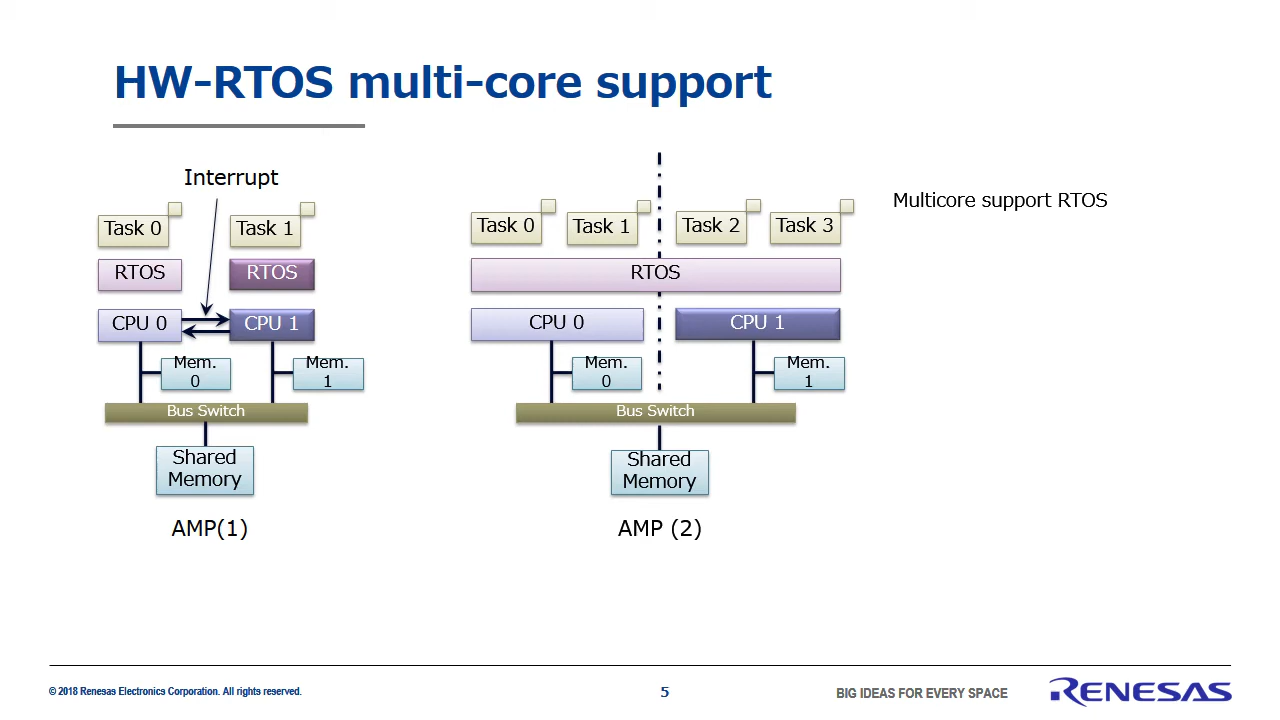 HW-RTOS multi-core support
Interrupt
Task 0
Task 1
RTOS
RTOS
CPU 0
CPU 1
Mem.
0
Mem.
1
Bus Switch
Shared
Memory
AMP(1)
Task 0
Task 1
Task 2
Task 3
RTOS
CPU 0
CPU 1
Mem.
0
Mem.
1
Bus Switch
Shared
Memory
AMP (2)
Multicore support RTOS
© 2018 Renesas Electronics Corporation. All rights reserved.
5
BIG IDEAS FOR EVERY SPACE
RENESAS